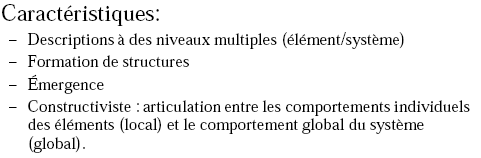 Caractéristiques:
– Descriptions à des niveaux multiples (élément/système)
– Formation de structures
– Émergence
– Constructiviste : articulation entre les comportements individuels
des éléments (local) et le comportement global du système
(global).